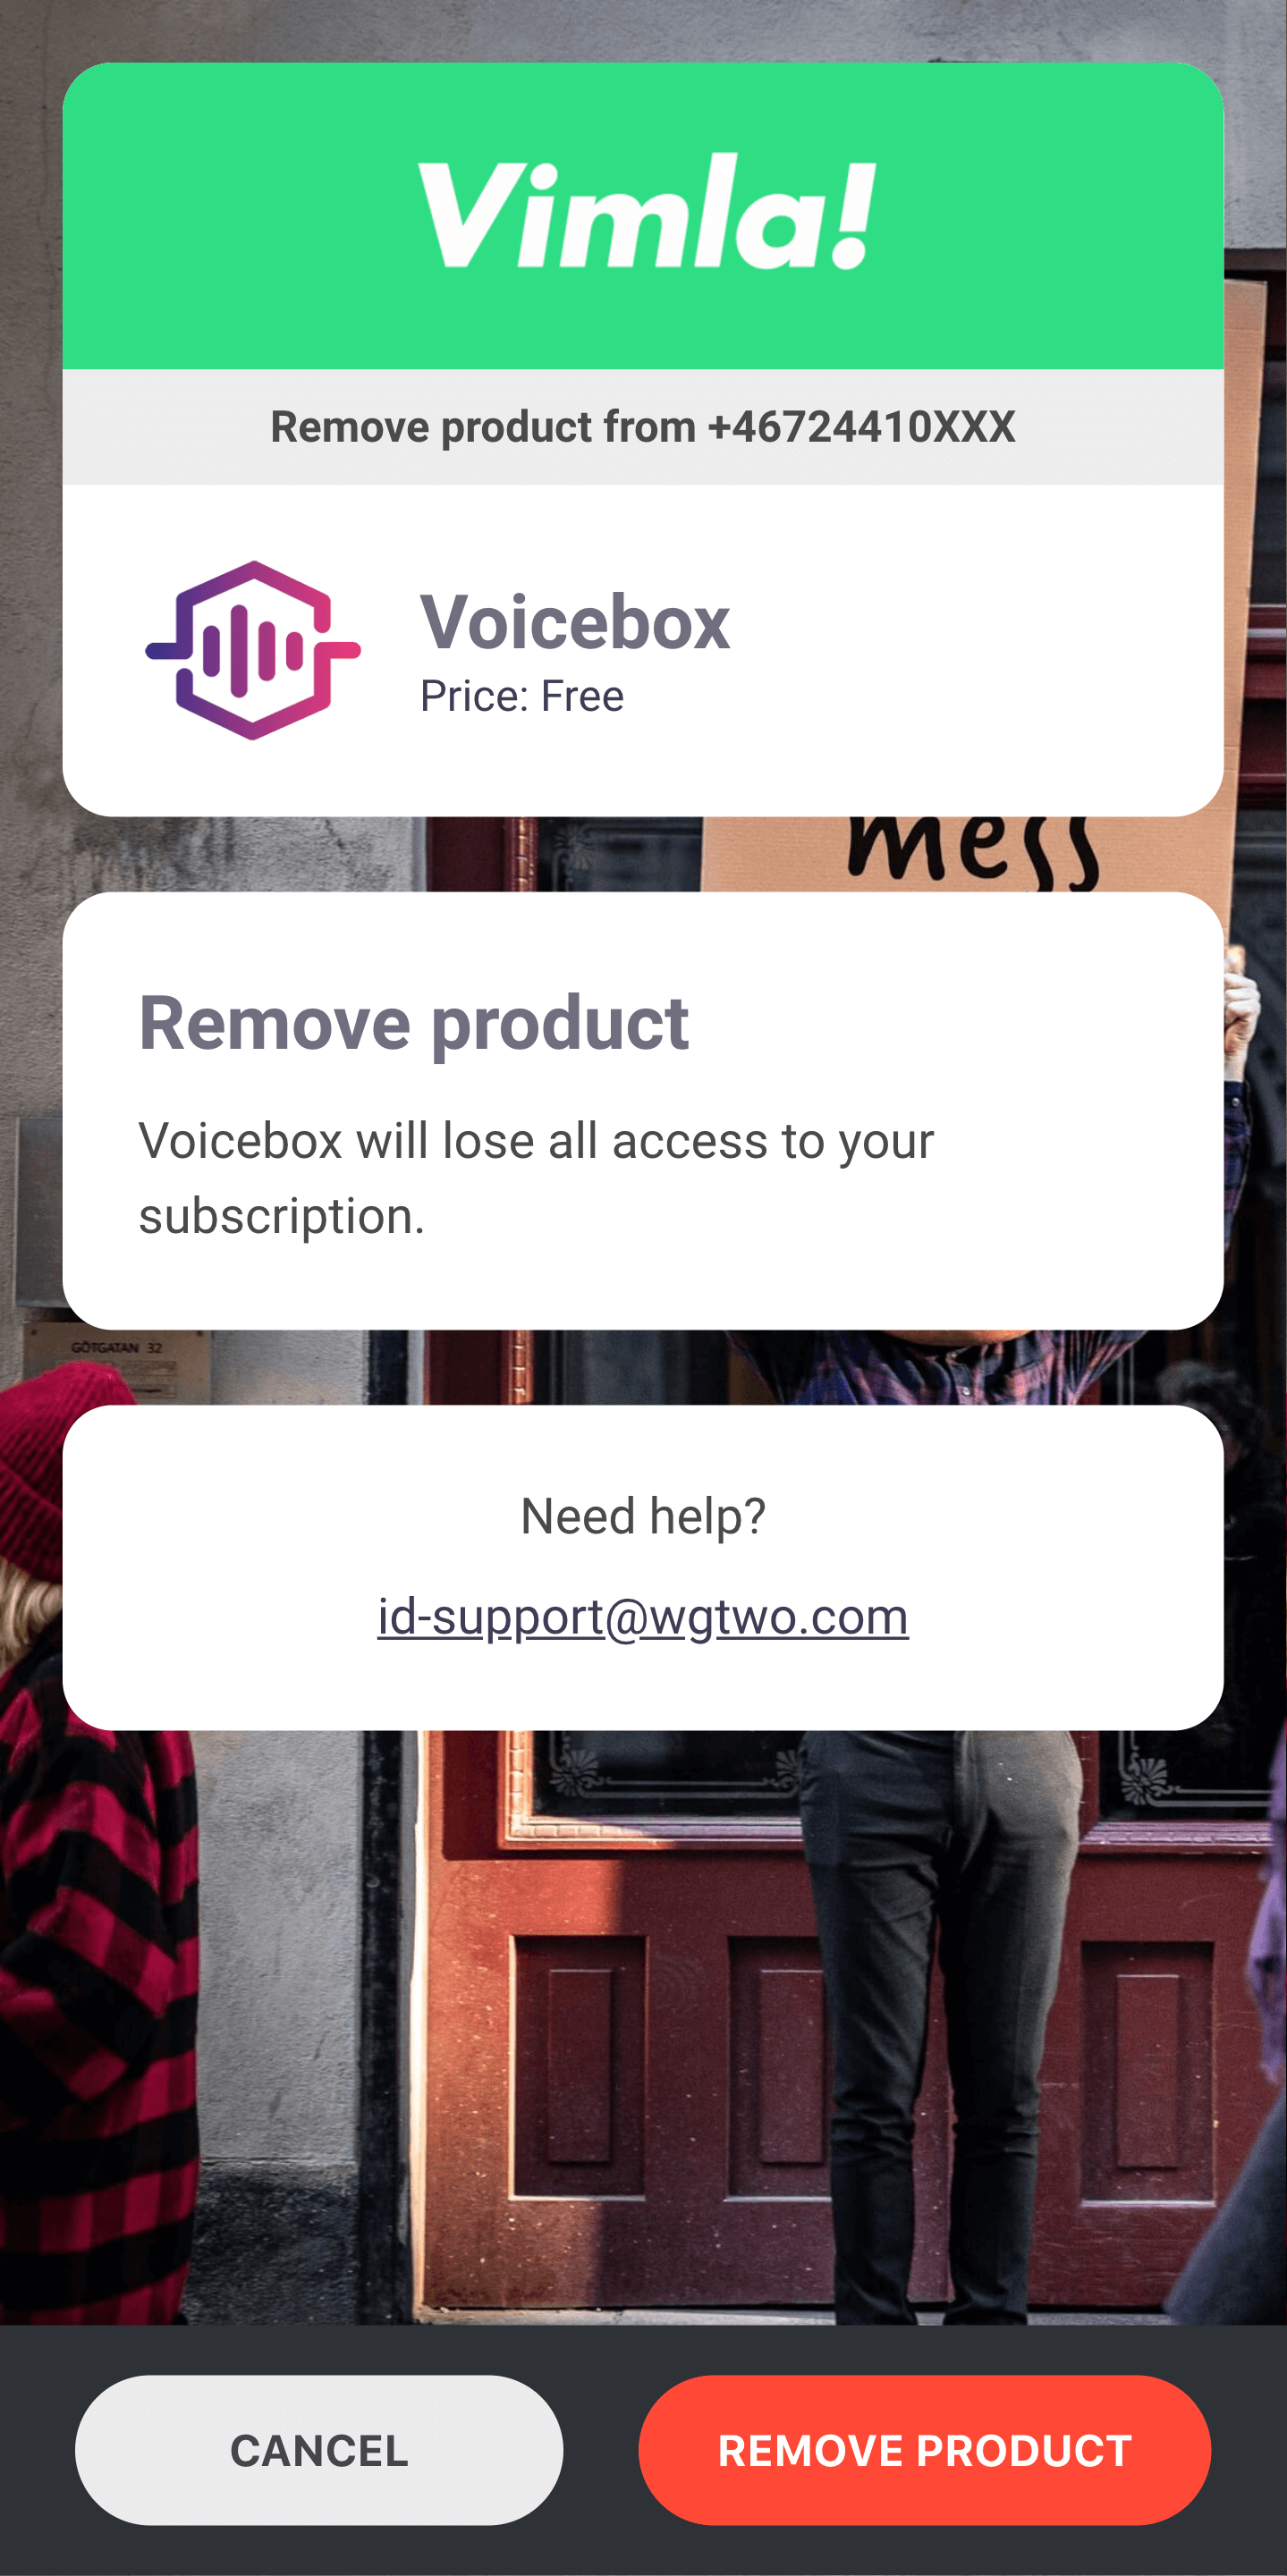 Vimla!
Remove product from +46724410XXX
Voicebox
Price: Free
mess
Remove product
Voicebox will lose all access to your
subscription.
GÖTGATAN 32
Need help?
id-support@wgtwo.com
CANCEL
REMOVE PRODUCT